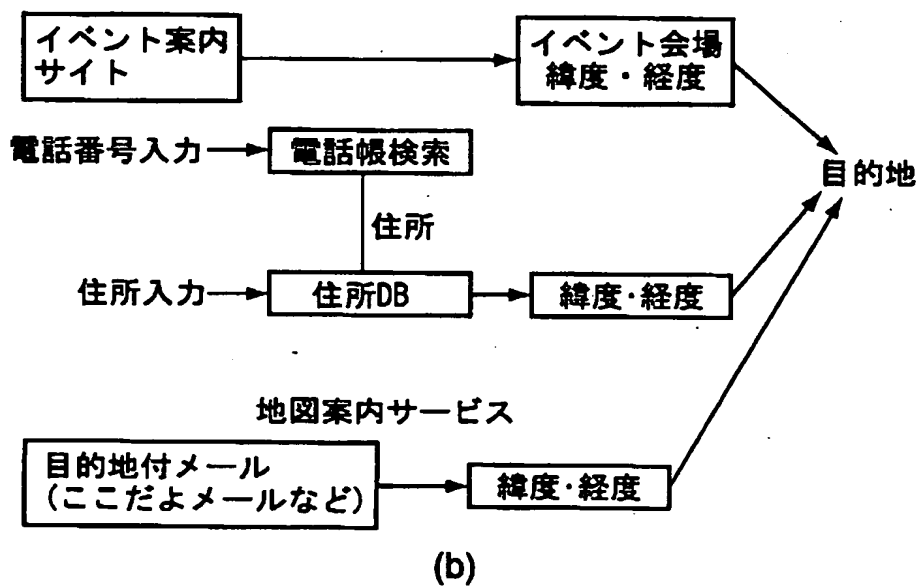 イベント案内
サイト
イベント会場
緯度・経度
電話番号入力
電話帳検索
目的地
住所
住所入力
住所DB
緯度・経度
地図案内サービス
目的地付メール
(ここだよメールなど)
緯度・経度
(b)